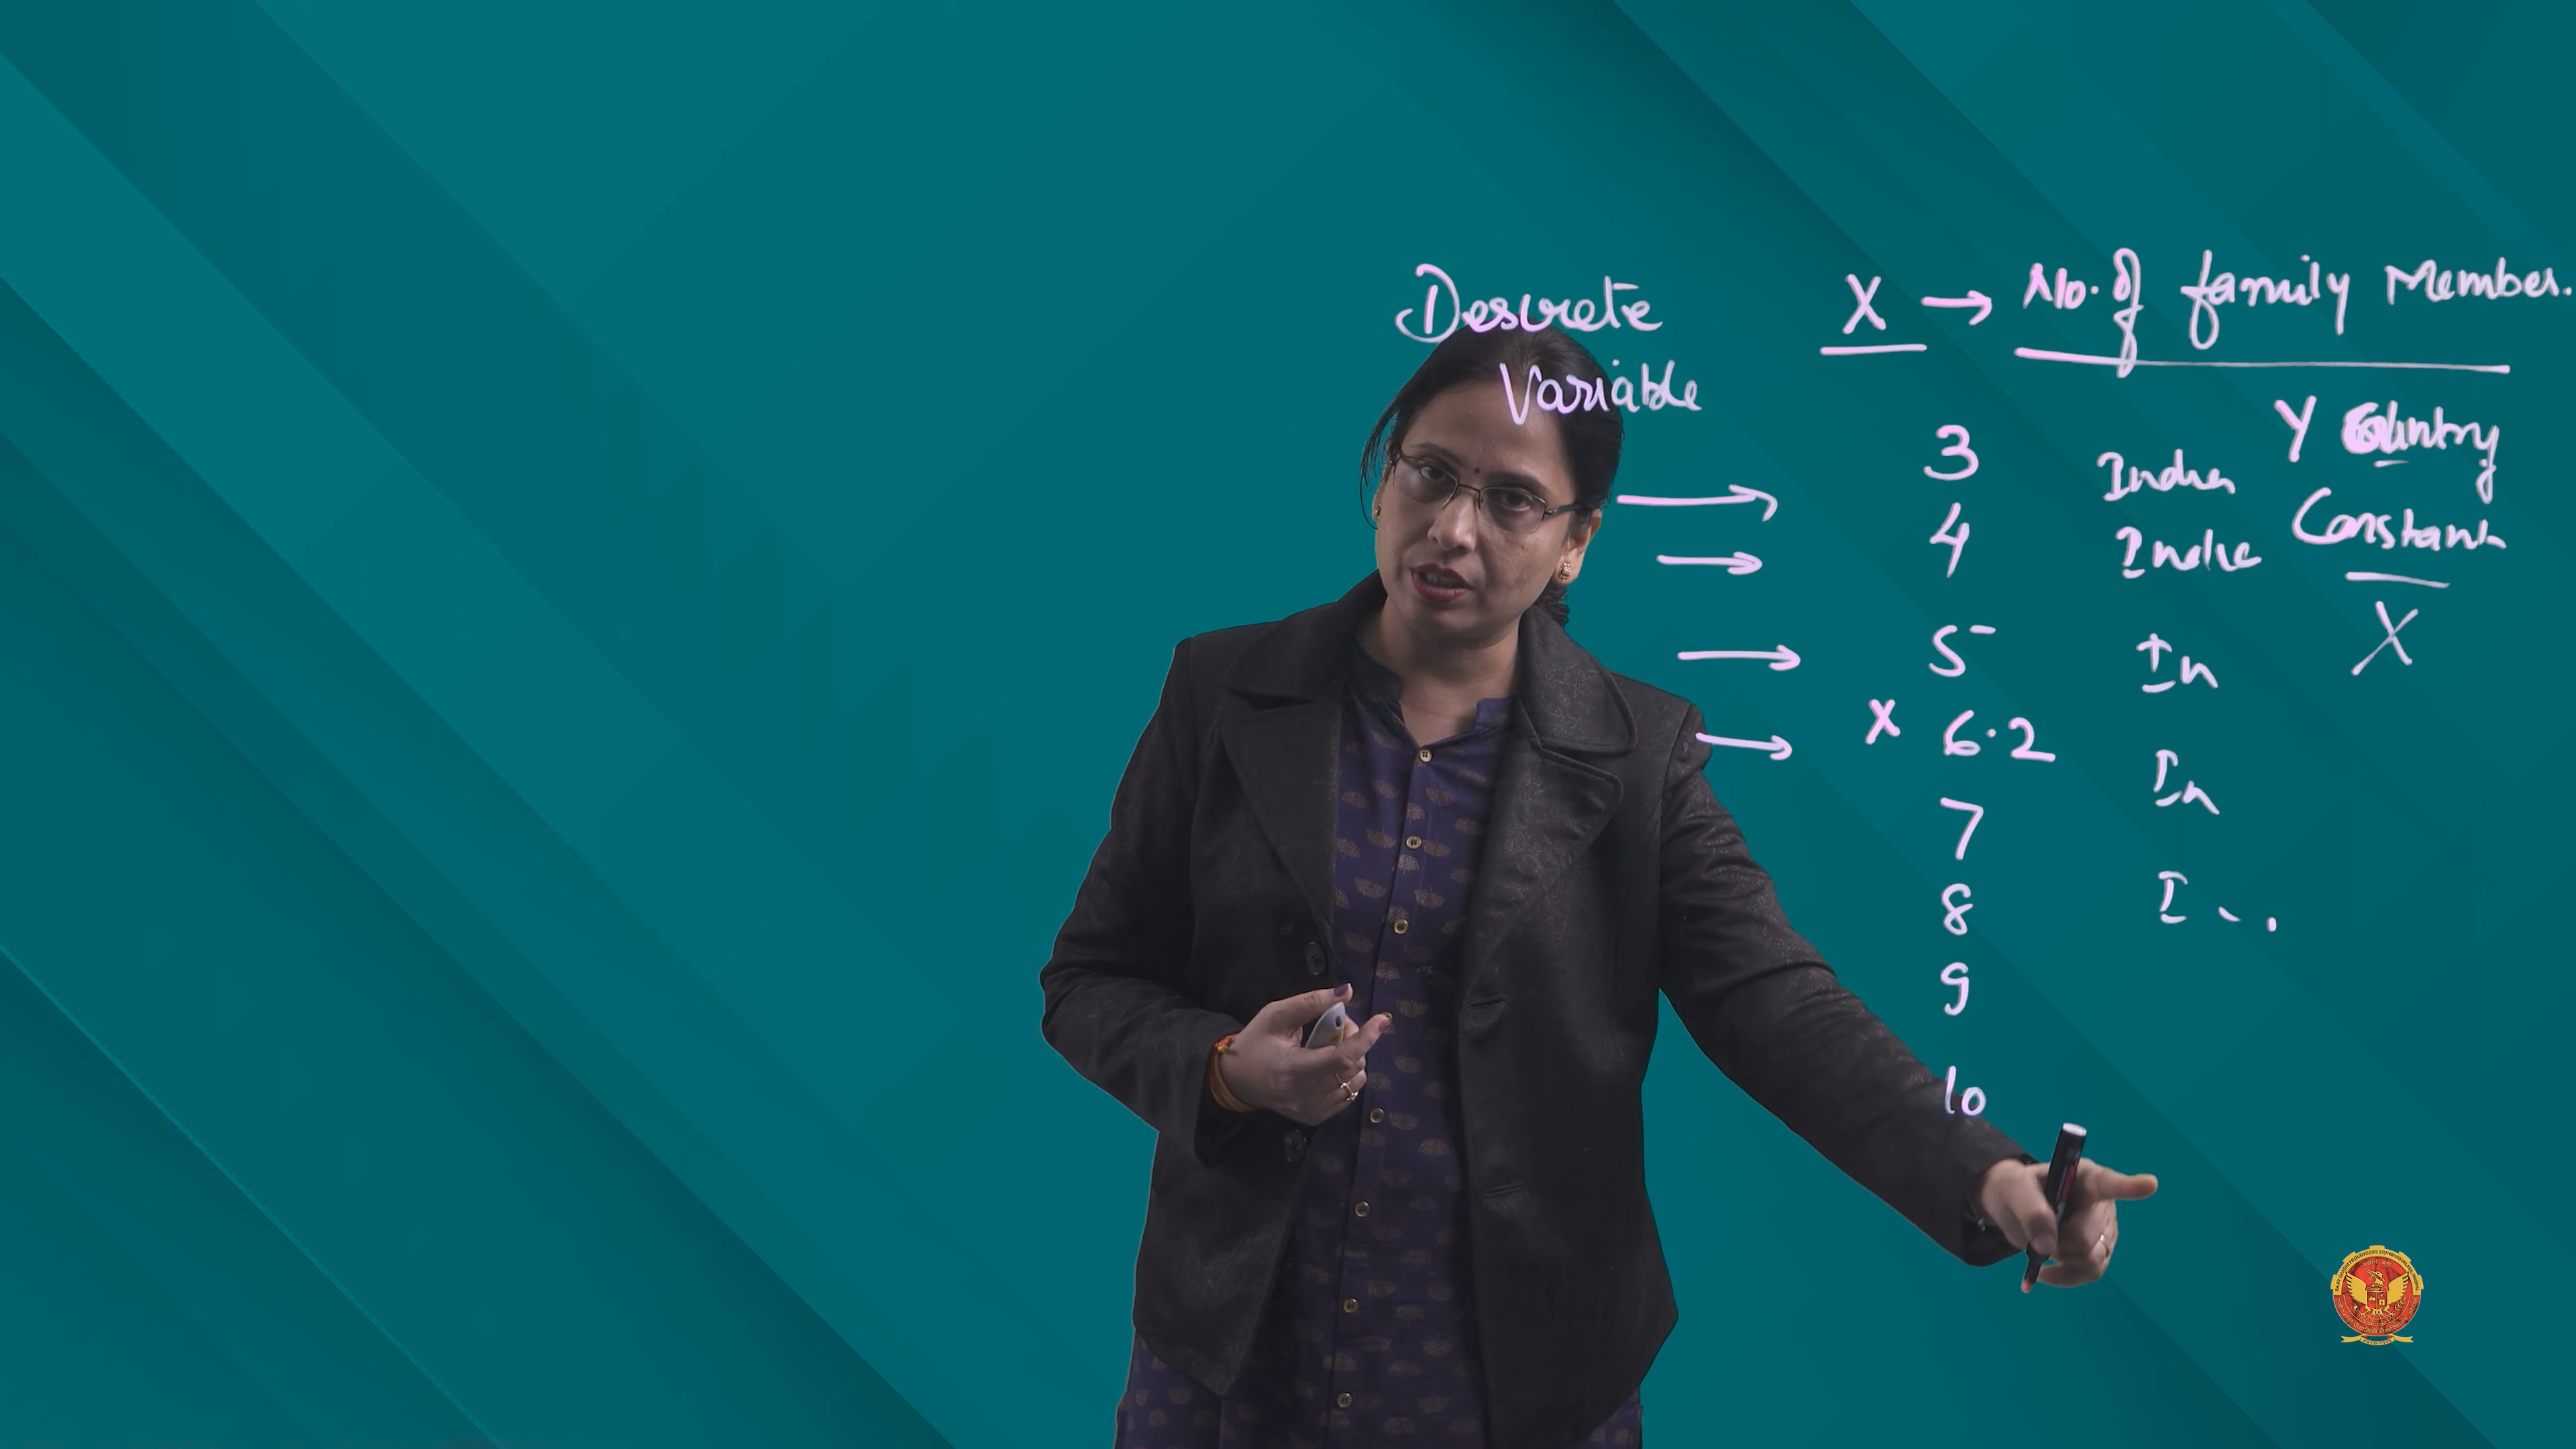 Descrete
Variable
X → No. of family Member.
Y Country
Constant
X
3 India
4 India
5 In
x 6.2 In
7
8 I...
9
10